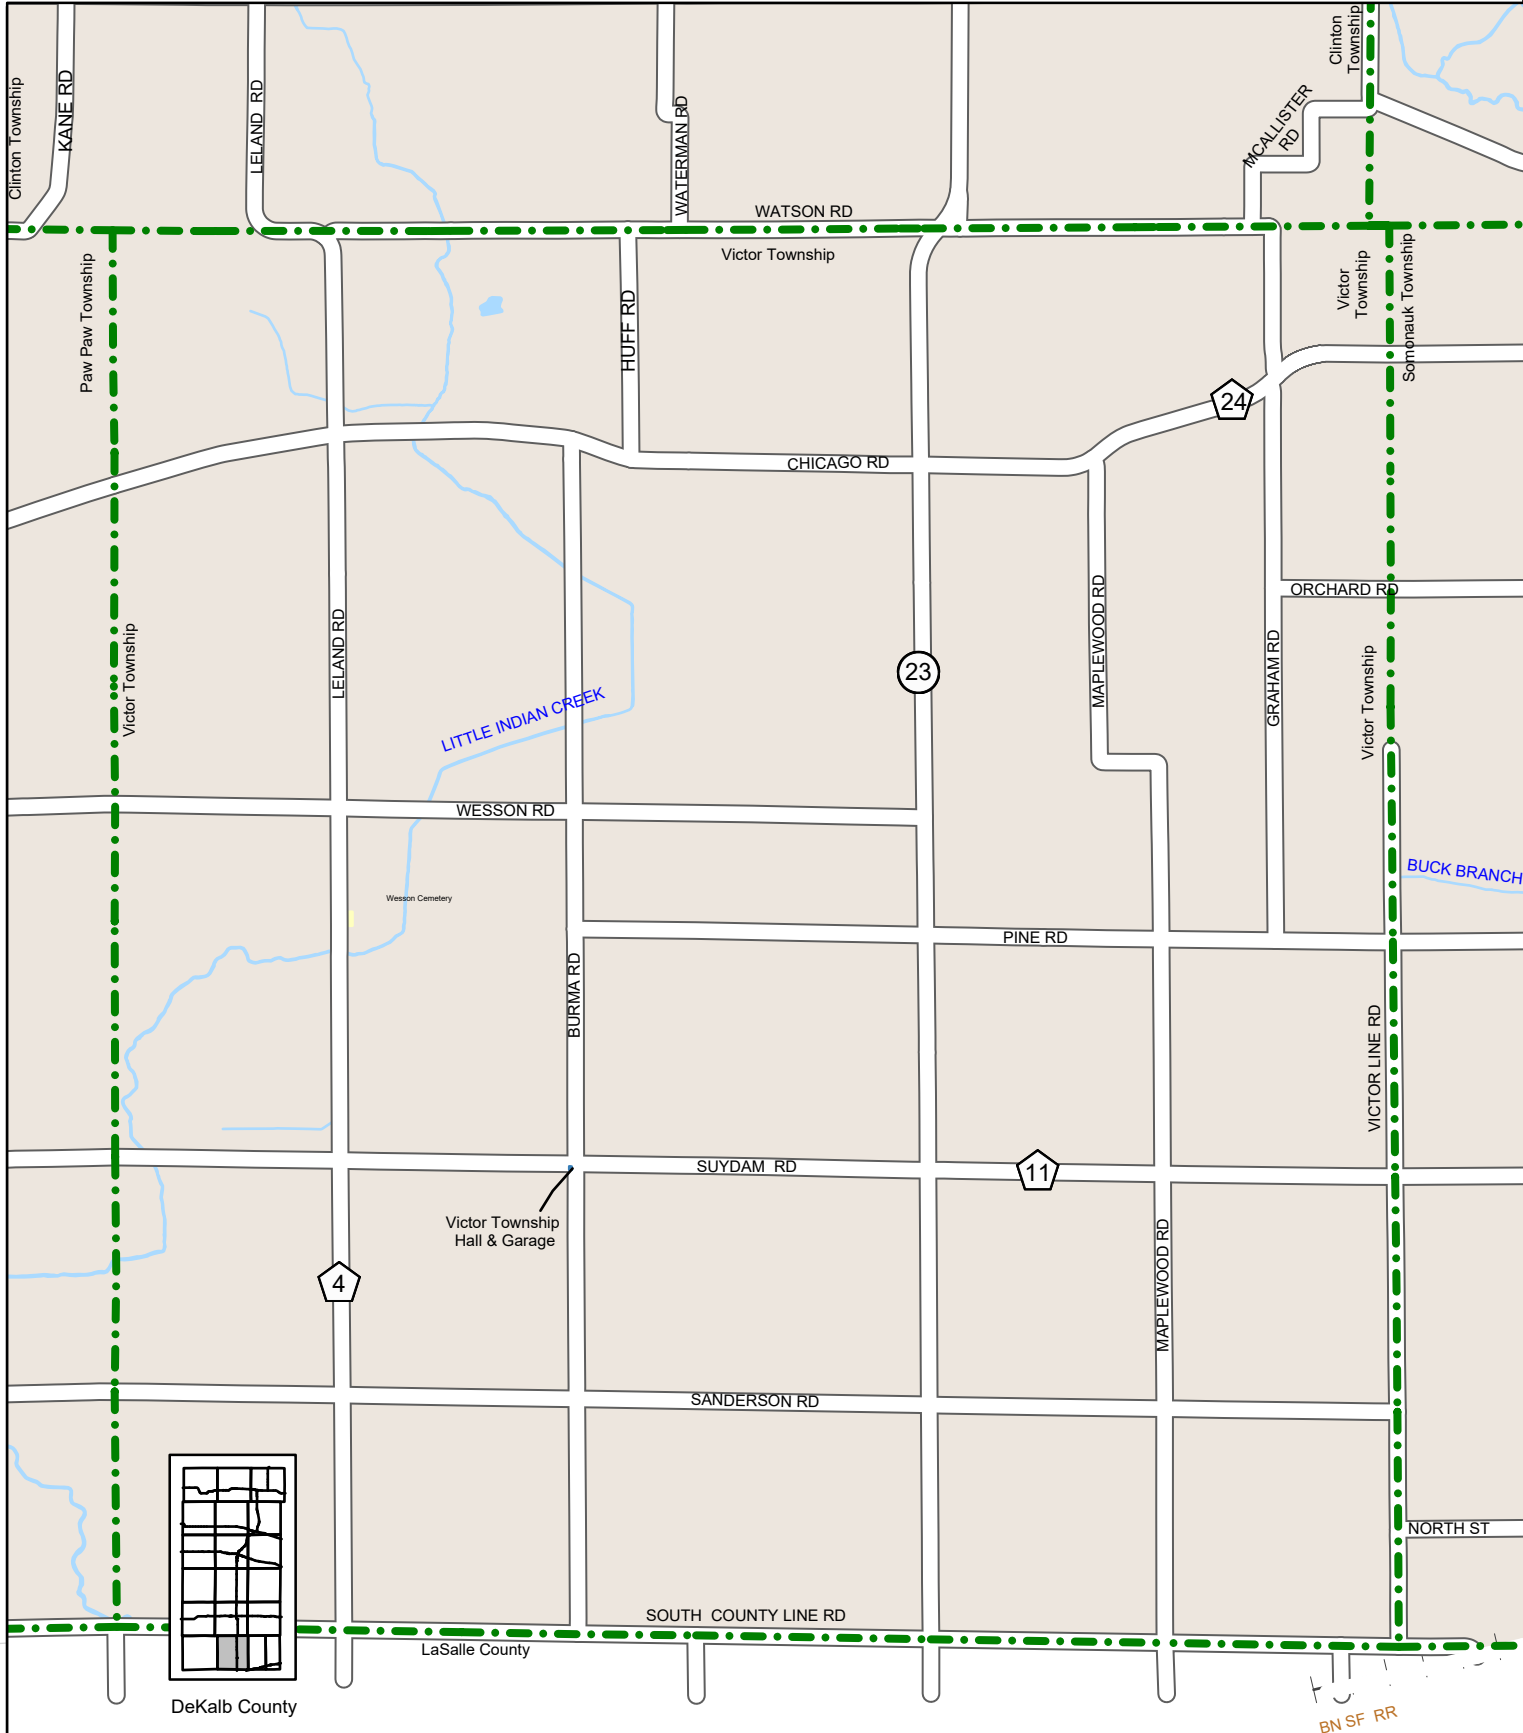 Clinton Township
KANE RD
LELAND RD
WATERMAN RD
Clinton
Township
MCALLISTER
RD
WATSON RD
Victor Township
Paw Paw Township
HUFF RD
Victor
Township
Somonauk Township
24
CHICAGO RD
ORCHARD RD
MAPLEWOOD RD
LELAND RD
Victor Township
GRAHAM RD
23
Victor Township
LITTLE INDIAN CREEK
WESSON RD
BUCK BRANCH
Wesson Cemetery
PINE RD
BURMA RD
VICTOR LINE RD
SUYDAM RD
11
Victor Township
Hall & Garage
4
MAPLEWOOD RD
SANDERSON RD
NORTH ST
SOUTH COUNTY LINE RD
LaSalle County
DeKalb County
BN SF RR